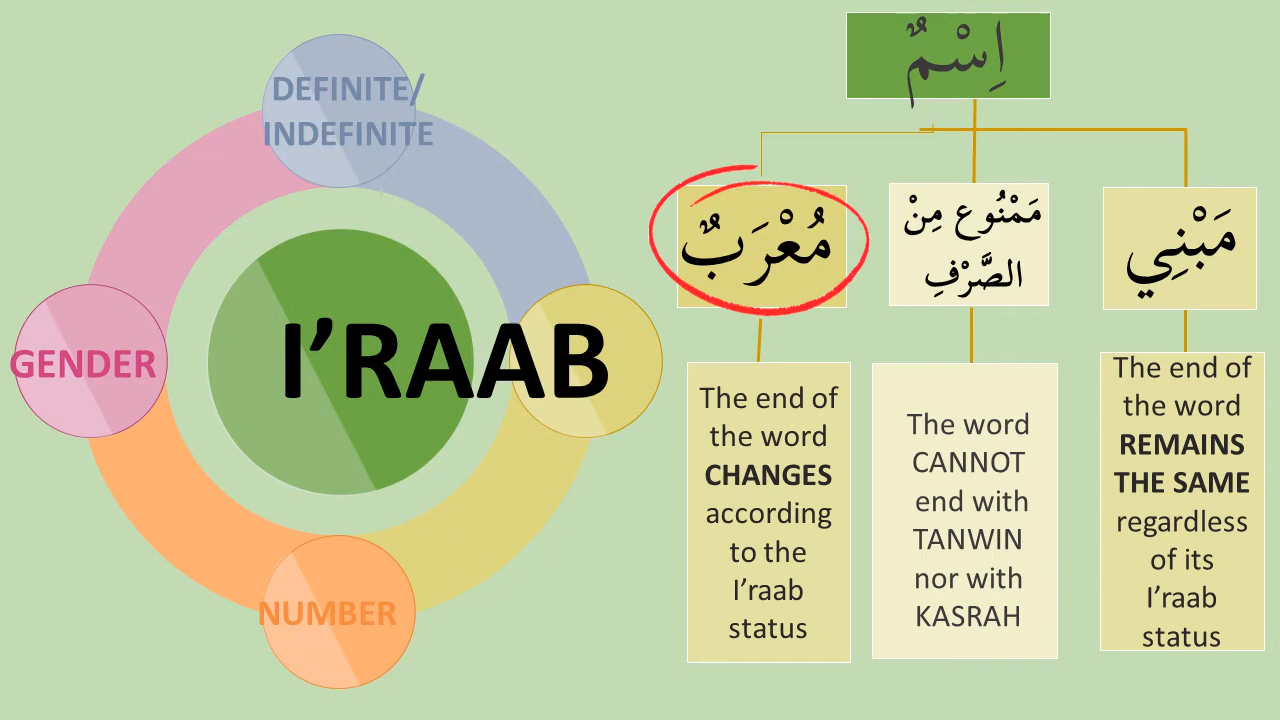 DEFINITE/
INDEFINITE
GENDER
I’RAAB
NUMBER
اِسْمٌ
مُعْرَبٌ
مَمْنُوع مِنْ
الصَّرْفِ
مَبْنِي
The end of
the word
CHANGES
according
to the
I’raab
status
The word
CANNOT
end with
TANWIN
nor with
KASRAH
The end of
the word
REMAINS
THE SAME
regardless
of its
I’raab
status